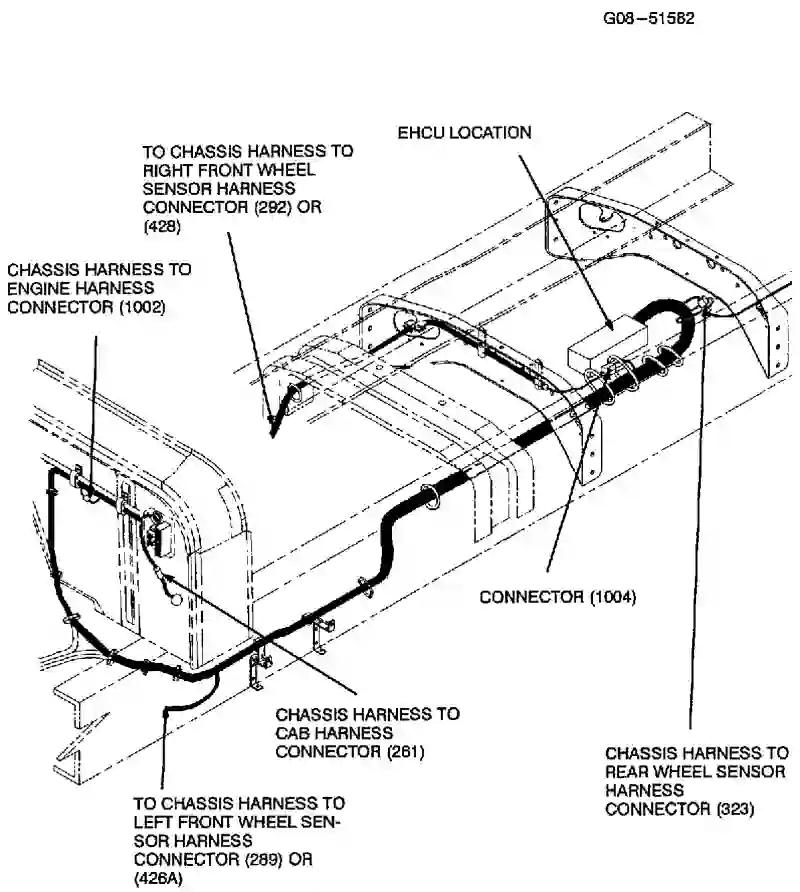 G08-51582
EHCU LOCATION
TO CHASSIS HARNESS TO
RIGHT FRONT WHEEL
SENSOR HARNESS
CONNECTOR (292) OR
(428)
CHASSIS HARNESS TO
ENGINE HARNESS
CONNECTOR (1002)
CONNECTOR (1004)
CHASSIS HARNESS TO
CAB HARNESS
CONNECTOR (261)
CHASSIS HARNESS TO
REAR WHEEL SENSOR
HARNESS
CONNECTOR (323)
TO CHASSIS HARNESS TO
LEFT FRONT WHEEL SEN-
SOR HARNESS
CONNECTOR (289) OR
(426A)